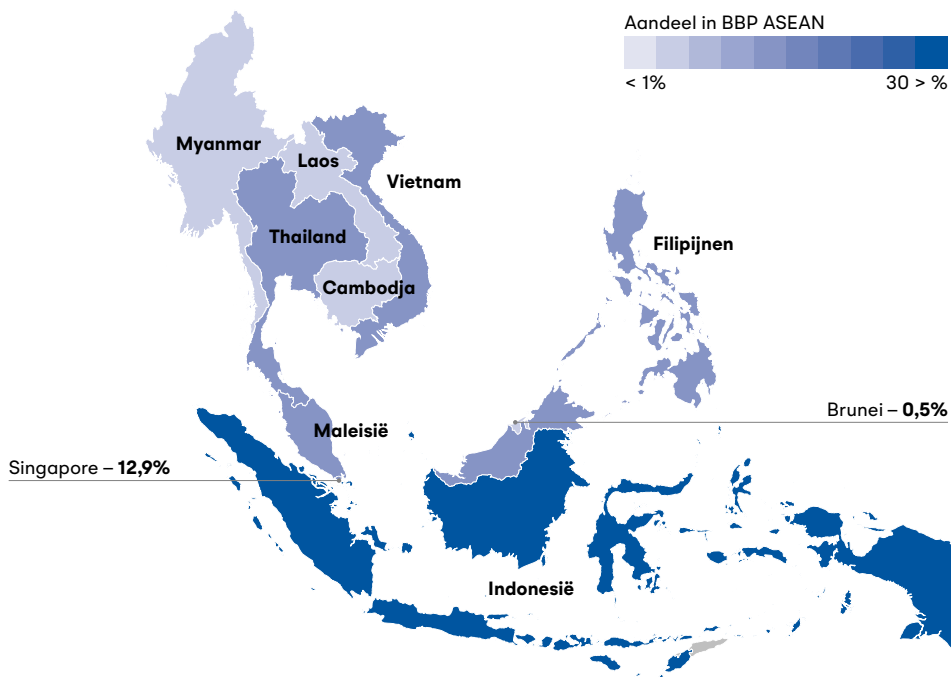 Aandeel in BBP ASEAN
< 1%
30 > %
Myanmar
Laos
Vietnam
Thailand
Filipijnen
Cambodja
Brunei – 0,5%
Maleisië
Singapore – 12,9%
Indonesië